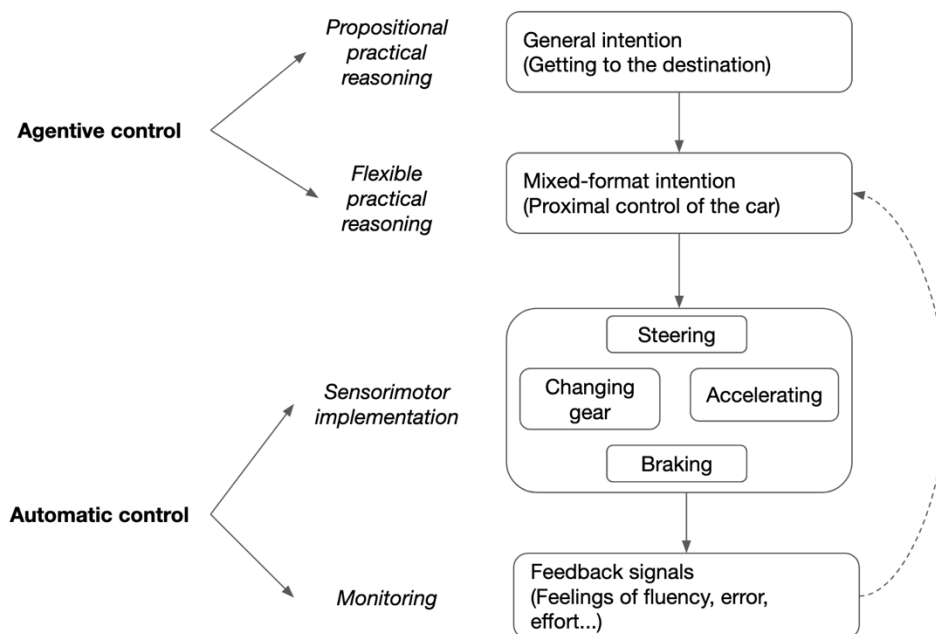 Propositional
practical
reasoning
General intention
(Getting to the destination)
Agentive control
Flexible
practical
reasoning
Mixed-format intention
(Proximal control of the car)
Steering
Changing
gear
Accelerating
Sensorimotor
implementation
Braking
Automatic control
Monitoring
Feedback signals
(Feelings of fluency, error,
effort...)